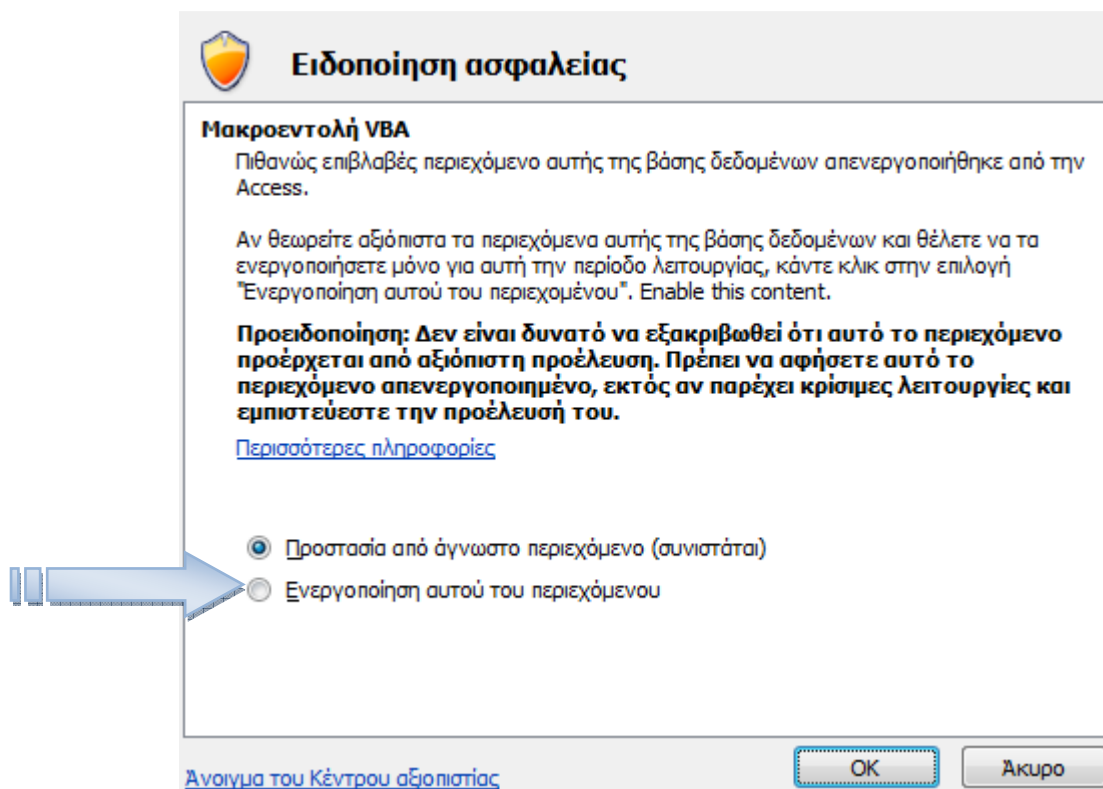 Ειδοποίηση ασφαλείας
Μακροεντολή VBA
Πιθανώς επιβλαβές περιεχόμενο αυτής της βάσης δεδομένων απενεργοποιήθηκε από την
Access.
Αν θεωρείτε αξιόπιστα τα περιεχόμενα αυτής της βάσης δεδομένων και θέλετε να τα
ενεργοποιήσετε μόνο για αυτή την περίοδο λειτουργίας, κάντε κλικ στην επιλογή
"Ενεργοποίηση αυτού του περιεχομένου". Enable this content.
Προειδοποίηση: Δεν είναι δυνατό να εξακριβωθεί ότι αυτό το περιεχόμενο
προέρχεται από αξιόπιστη προέλευση. Πρέπει να αφήσετε αυτό το
περιεχόμενο απενεργοποιημένο, εκτός αν παρέχει κρίσιμες λειτουργίες και
εμπιστεύεστε την προέλευσή του.
Περισσότερες πληροφορίες
Προστασία από άγνωστο περιεχόμενο (συνιστάται)
Ενεργοποίηση αυτού του περιεχόμενου
Άνοιγμα του Κέντρου αξιοπιστίας
OK
Άκυρο